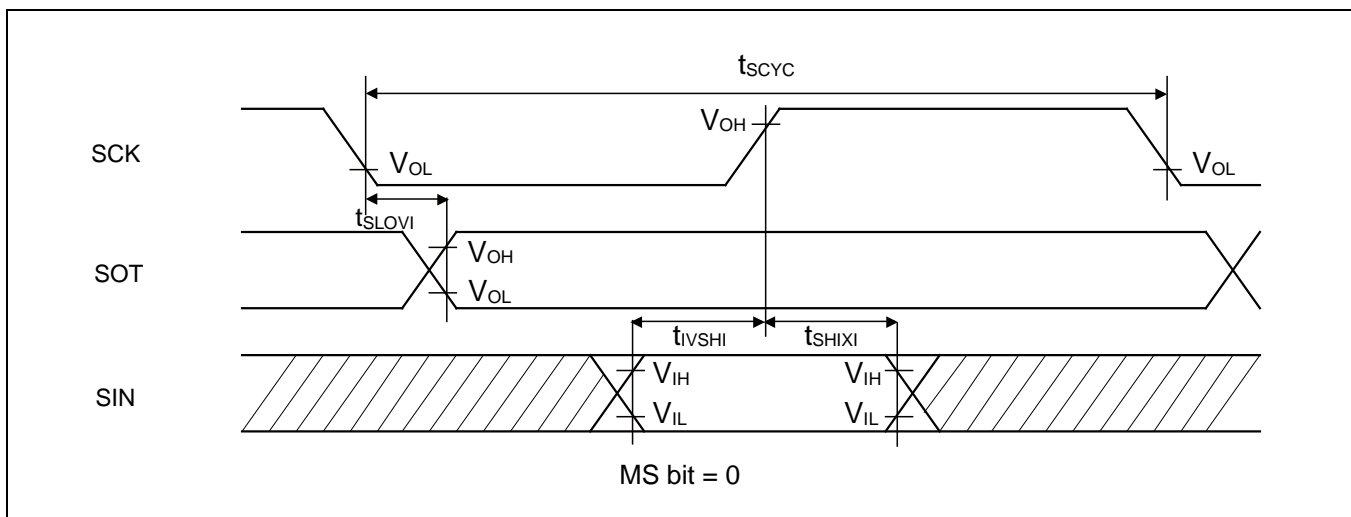 tSCYC
SCK
VOH
VOL
VOL
tSLOVI
SOT
VOH
VOL
tIVSHI
tSHIXI
SIN
VIH
VIH
VIL
VIL
MS bit = 0